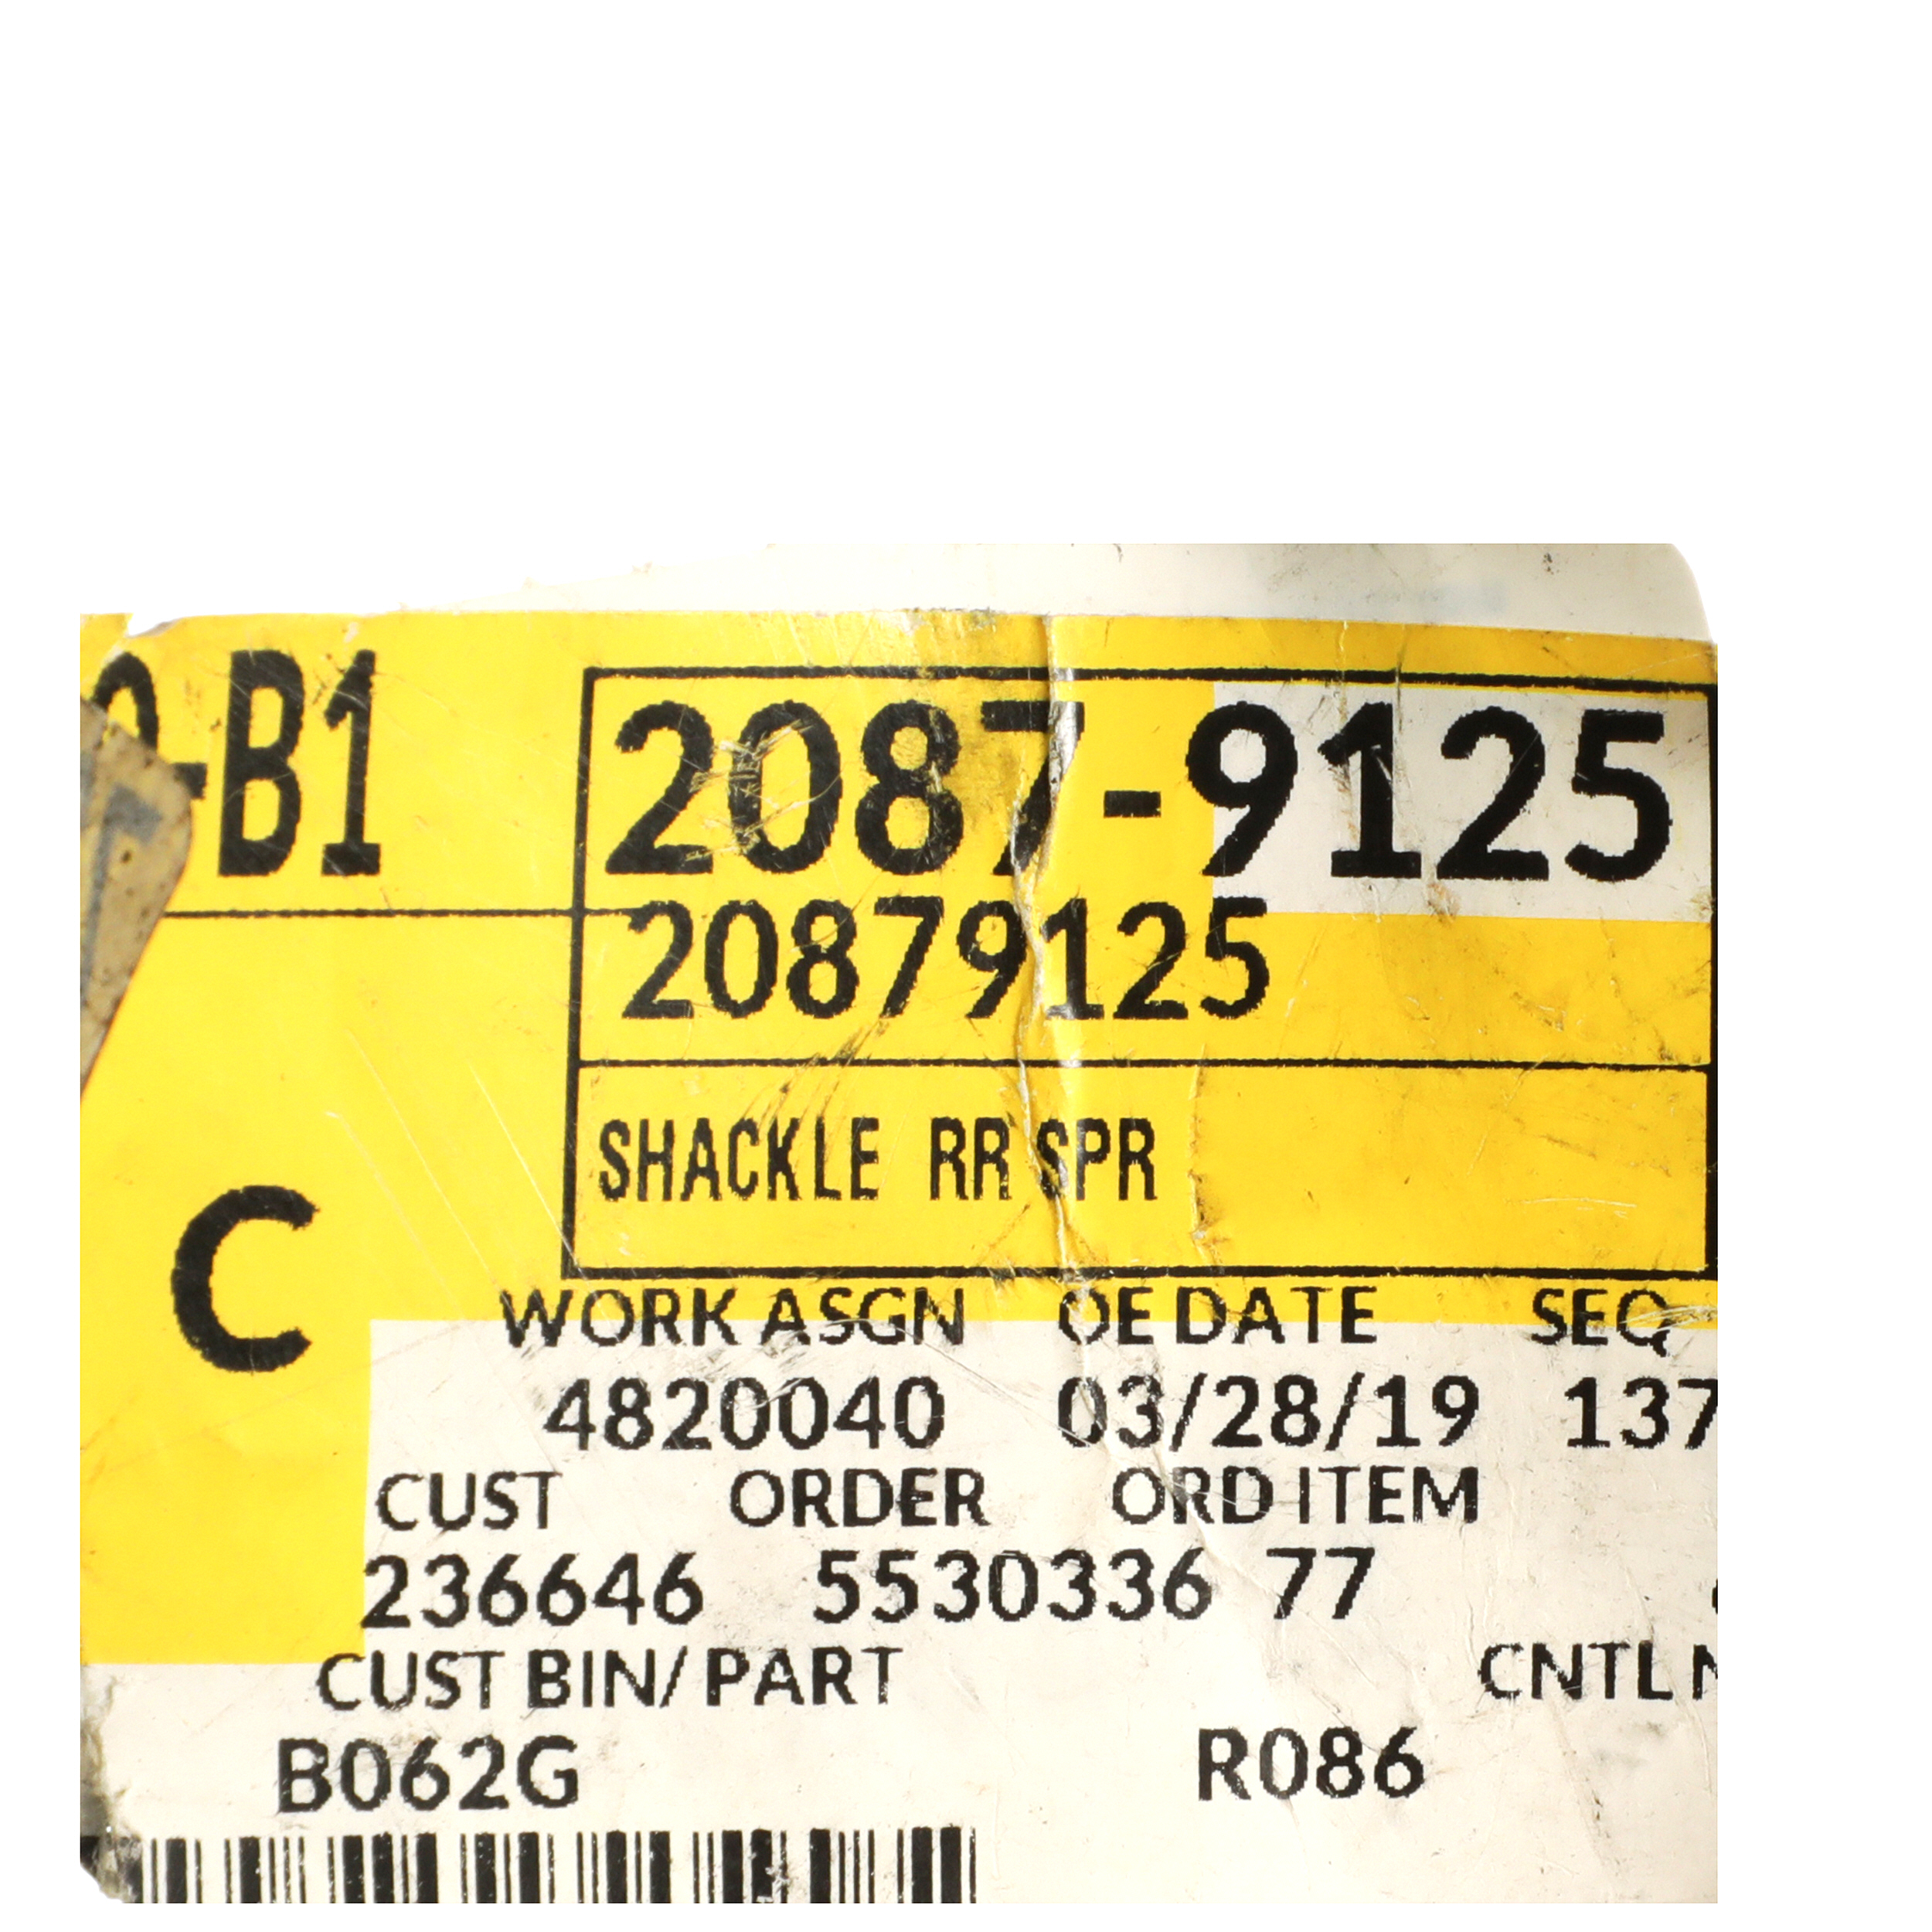 -B1
2087-9125
20879125
SHACKLE RR SPR
C
WORK ASGN OE DATE SEQ
4820040 03/28/19 137
CUST ORDER ORD ITEM
236646 5530336 77
CUST BIN/PART CNTL
B062G R086